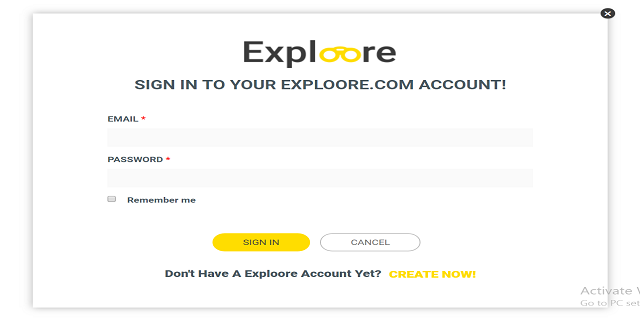 Exploore
SIGN IN TO YOUR EXPLOORE.COM ACCOUNT!
EMAIL *
PASSWORD *
Remember me
SIGN IN CANCEL
Don't Have A Exploore Account Yet? CREATE NOW!
Activate
Go to PC set